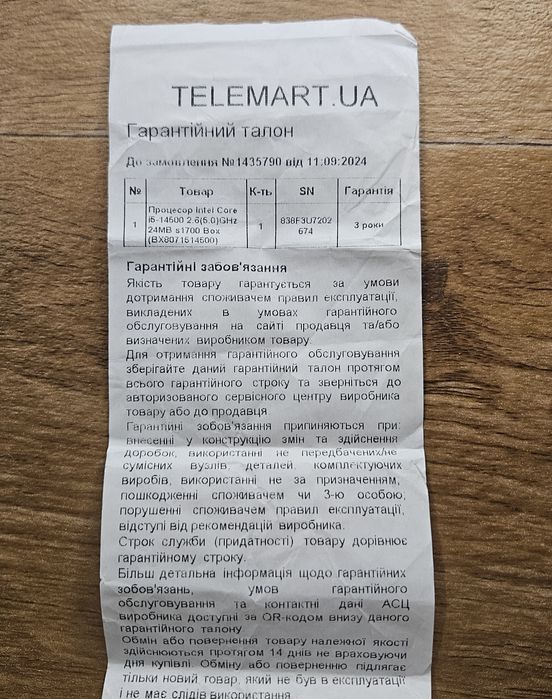 TELEMART.UA
Гарантійний талон
До замовлення №1435790 від 11.09.2024
№ Товар К-ть SN Гарантія
1 Процесор Intel Core i5-14500 2.6(5.0)GHz 24MB s1700 Box (BX8071514500) 1 838F3U7202674 3 роки
Гарантійні забов'язання
Якість товару гарантується за умови
дотримання споживачем правил експлуатації,
викладених в умовах гарантійного
обслуговування на сайті продавця та/або
визначених виробником товару.
Для отримання гарантійного обслуговування
зберігайте даний гарантійний талон протягом
всього гарантійного строку та зверніться до
авторизованого сервісного центру виробника
товару або до продавця
Гарантійні зобов'язання припиняються при:
внесенні у конструкцію змін та здійснення
доробок, використанні не передбачених/не
сумісних вузлів, деталей, комплектуючих
виробів, використанні не за призначенням,
пошкодженні споживачем чи 3-ю особою,
порушенні споживачем правил експлуатації,
відступі від рекомендацій виробника.
Строк служби (придатності) товару дорівнює
гарантійному строку.
Більш детальна інформація щодо гарантійних
зобов'язань, умов гарантійного
обслуговування та контактні дані АСЦ
виробника доступні за QR-кодом внизу даного
гарантійного талону
Обмін або повернення товару належної якості
здійснюється протягом 14 днів не враховуючи
дня купівлі. Обміну або поверненню підлягає
тільки новий товар, який не був в експлуатації
і не має слідів використання